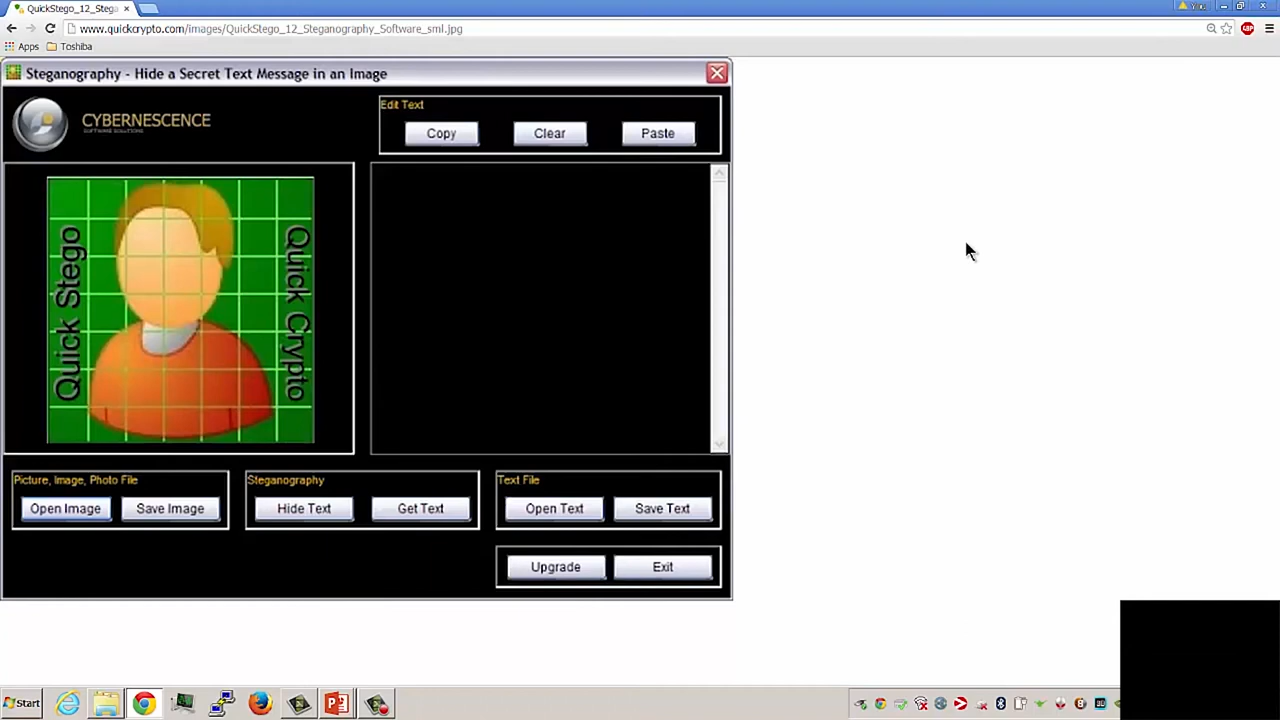 QuickStego_12_Steg
www.quickcrypto.com/images/QuickStego_12_Steganography_Software_sml.jpg
Apps
Toshiba
Steganography - Hide a Secret Text Message in an Image
CYBERNESCENCE
SOFTWARE SOLUTIONS
Edit Text
Copy
Clear
Paste
Quick Stego
Quick Crypto
Picture, Image, Photo File
Open Image
Save Image
Steganography
Hide Text
Get Text
Text File
Open Text
Save Text
Upgrade
Exit
Start